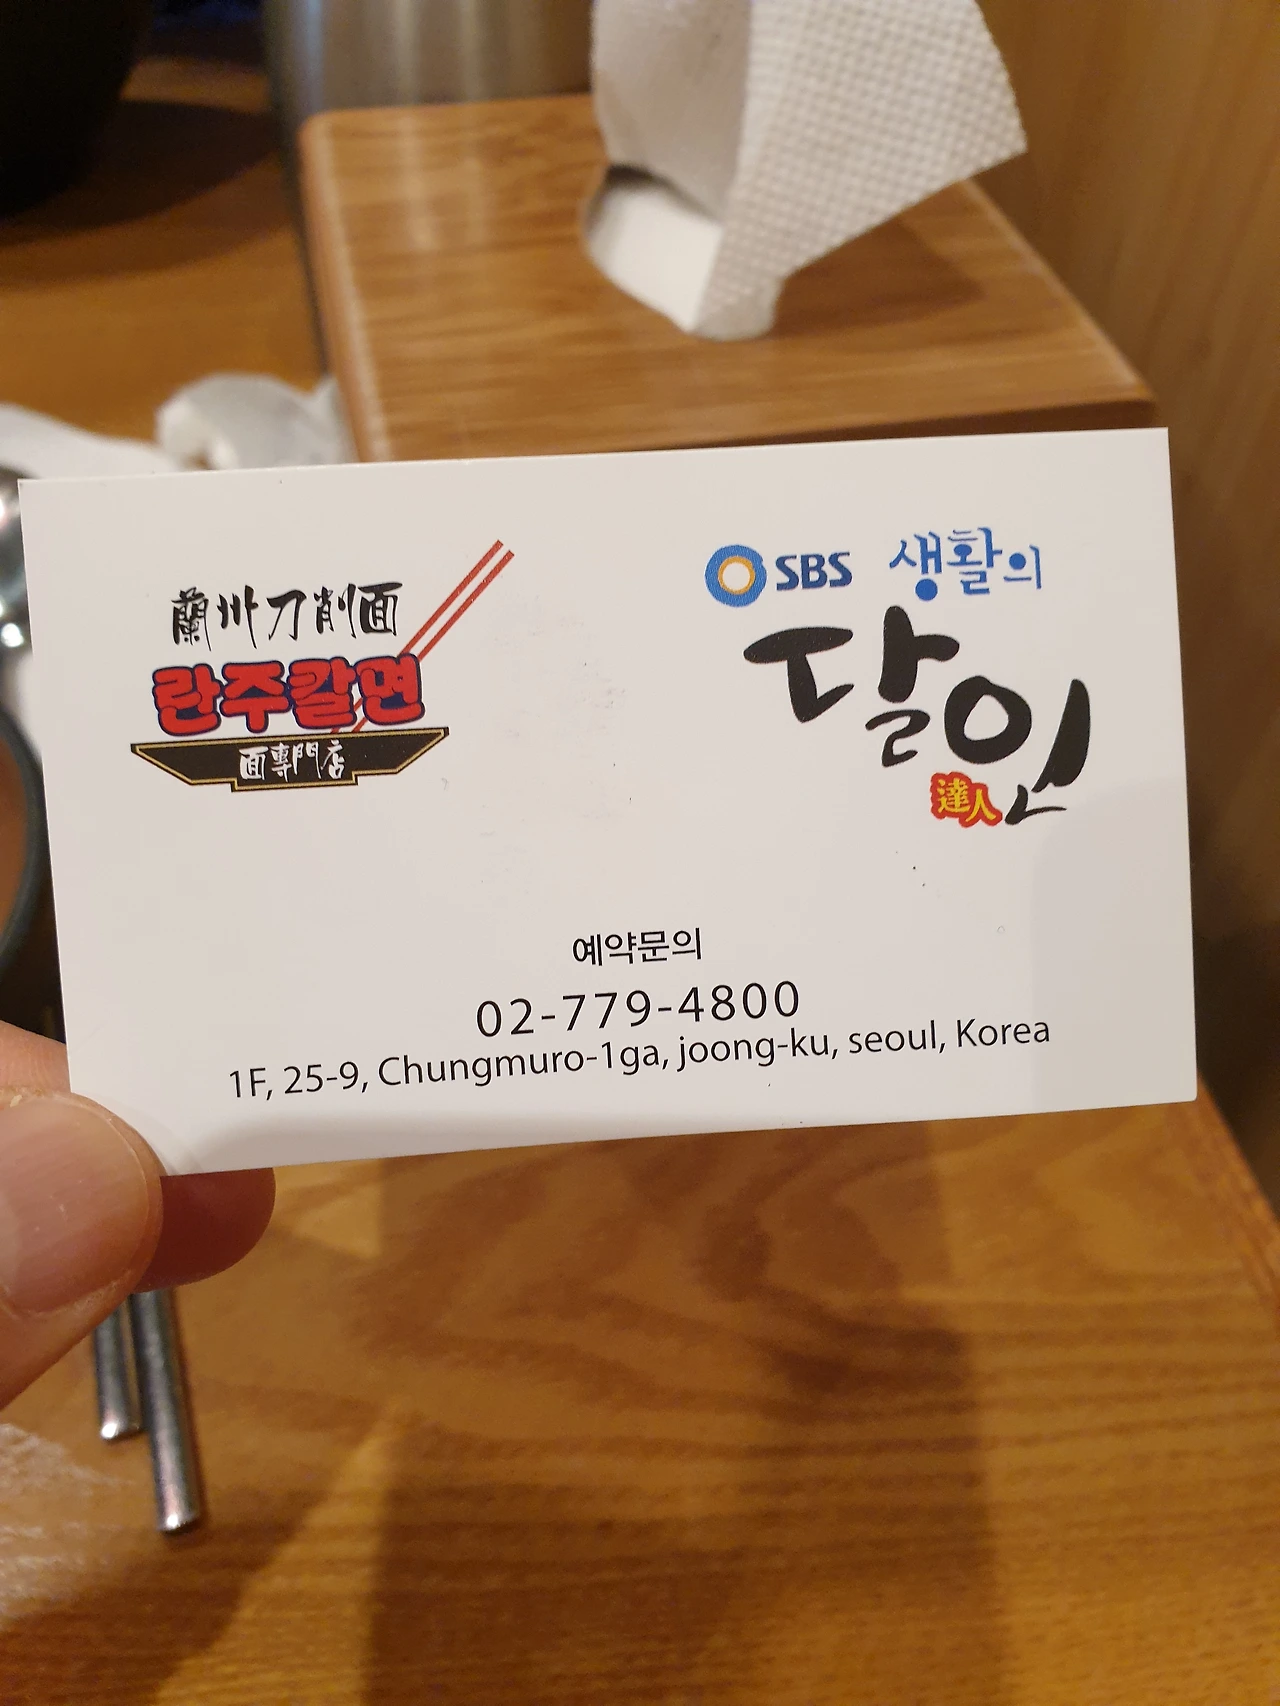 蘭州刀削面
란주칼면
面專門店
SBS 생활의
달인
達人
예약문의
02-779-4800
1F, 25-9, Chungmuro-1ga, joong-ku, seoul, Korea